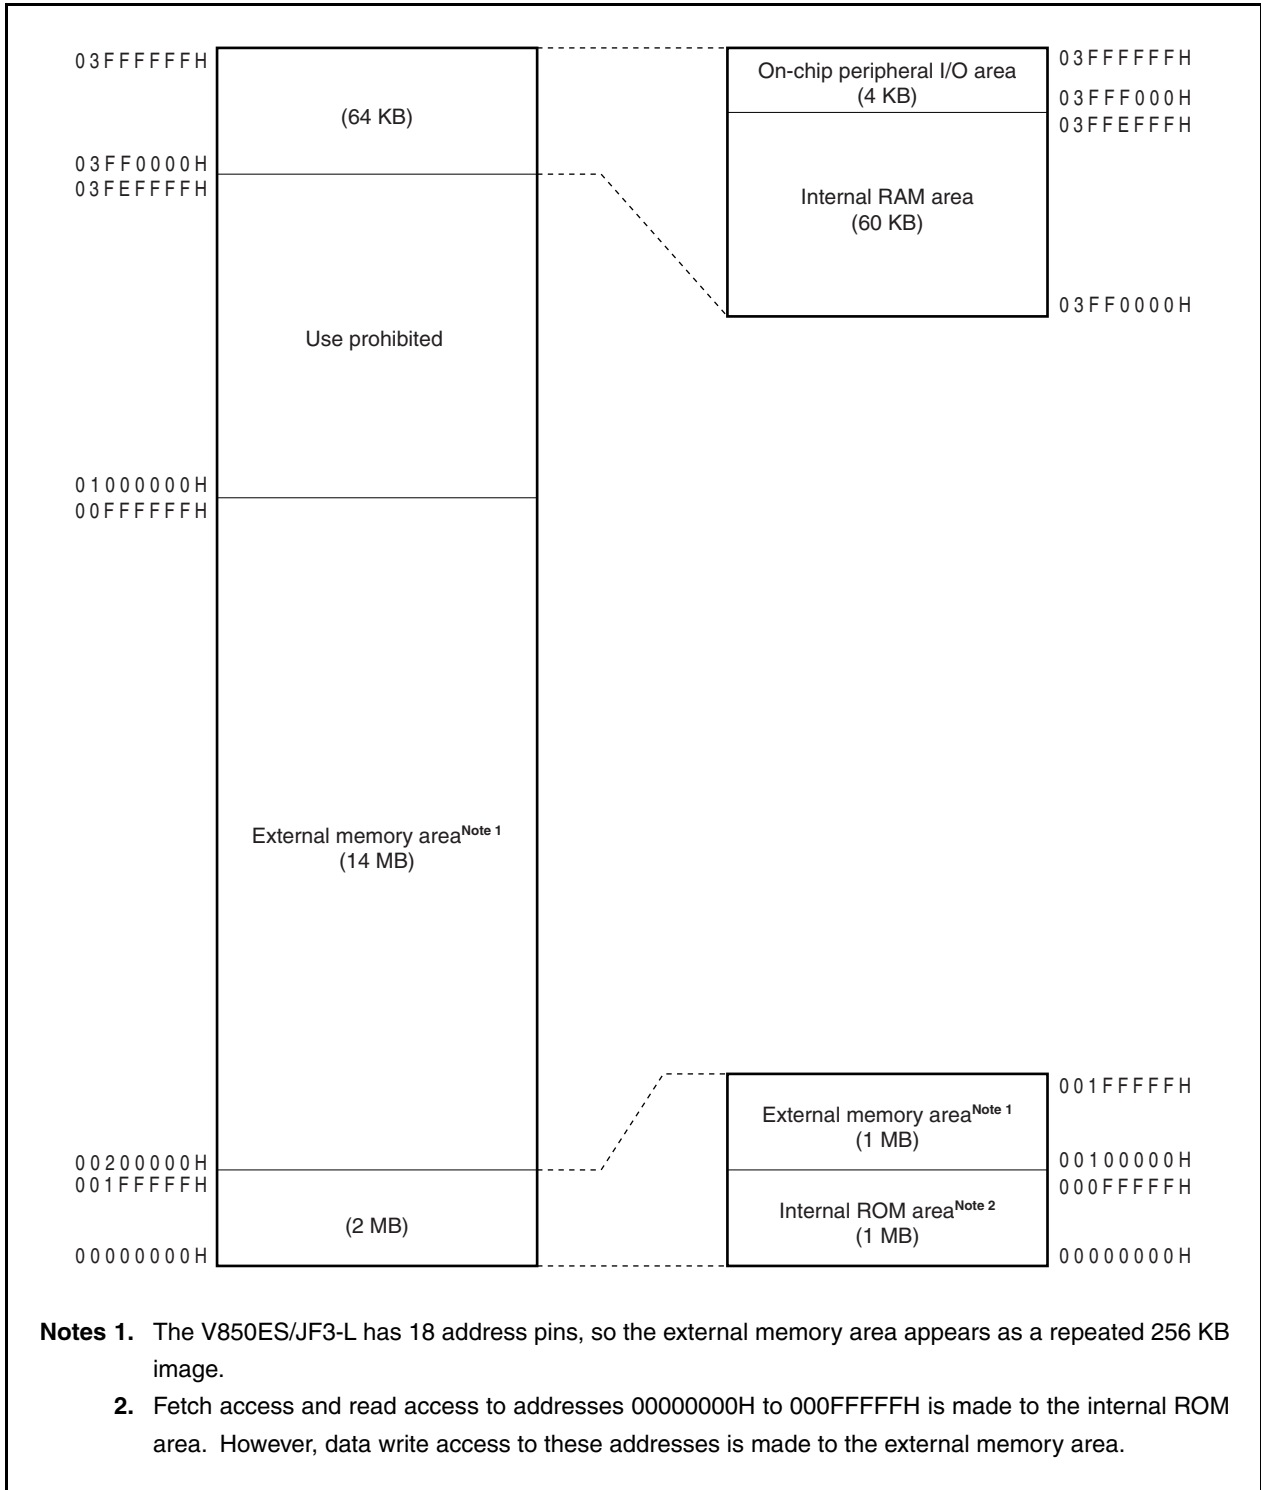 03FFFFFFH
(64 KB)
03FF0000H
03FEFFFFH
Use prohibited
01000000H
00FFFFFFH
External memory areaNote 1
(14 MB)
00200000H
001FFFFFH
(2 MB)
00000000H
On-chip peripheral I/O area
(4 KB)
03FFFFFFH
03FFF000H
03FFEFFFH
Internal RAM area
(60 KB)
03FF0000H
External memory areaNote 1
(1 MB)
001FFFFFH
00100000H
000FFFFFH
Internal ROM areaNote 2
(1 MB)
00000000H
Notes 1. The V850ES/JF3-L has 18 address pins, so the external memory area appears as a repeated 256 KB
image.
2. Fetch access and read access to addresses 00000000H to 000FFFFFH is made to the internal ROM
area. However, data write access to these addresses is made to the external memory area.